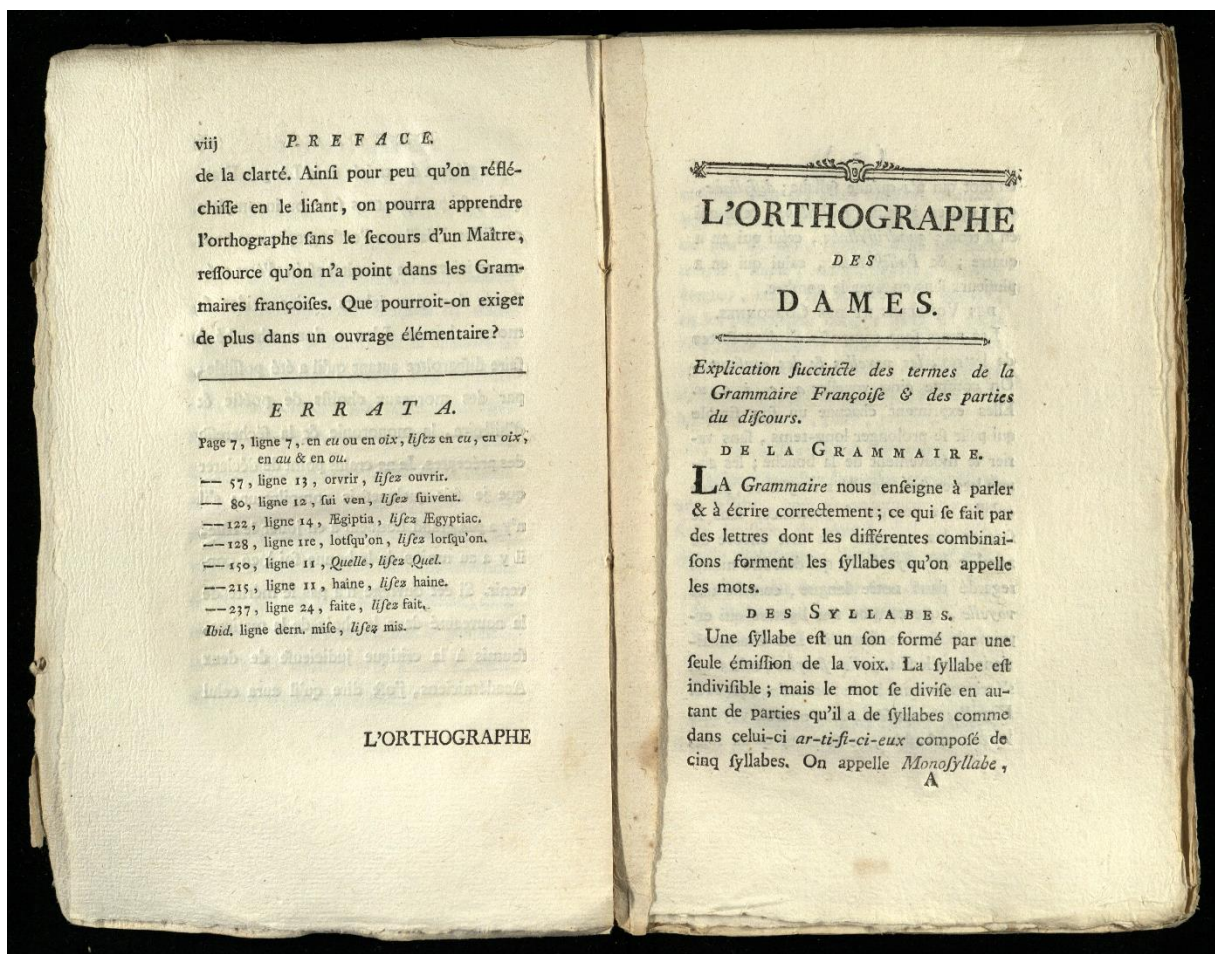 viij PREFACE.
de la clarté. Ainſi pour peu qu'on réflé-
chiſſe en le liſant, on pourra apprendre
l'orthographe ſans le ſecours d'un Maître,
reſſource qu'on n'a point dans les Gram-
maires françoiſes. Que pourroit-on exiger
de plus dans un ouvrage élémentaire?
ERRATA.
Page 7, ligne 7, en eu ou en oix, liſez en eu, en oix,
en au & en ou.
— 57, ligne 13, orvrir, liſez ouvrir.
— 80, ligne 12, ſui ven, liſez ſuivent.
—122, ligne 14, Ægiptia, liſez Ægyptiac.
—128, ligne 1re, lotſqu'on, liſez lorſqu'on.
—150, ligne 11, Quelle, liſez Quel.
—215, ligne 11, haine, liſez haine.
—237, ligne 24, faite, liſez fait.
Ibid. ligne dern. miſe, liſez mis.
L'ORTHOGRAPHE
L'ORTHOGRAPHE
DES
DAMES.
Explication ſuccincte des termes de la
Grammaire Françoiſe & des parties
du diſcours.
DE LA GRAMMAIRE.
LA Grammaire nous enſeigne à parler
& à écrire correctement; ce qui ſe fait par
des lettres dont les différentes combinai-
ſons forment les ſyllabes qu'on appelle
les mots.
DES SYLLABES.
Une ſyllabe eſt un ſon formé par une
ſeule émiſſion de la voix. La ſyllabe eſt
indiviſible; mais le mot ſe diviſe en au-
tant de parties qu'il a de ſyllabes comme
dans celui-ci ar-ti-fi-ci-eux compoſé de
cinq ſyllabes. On appelle Monoſyllabe,
A